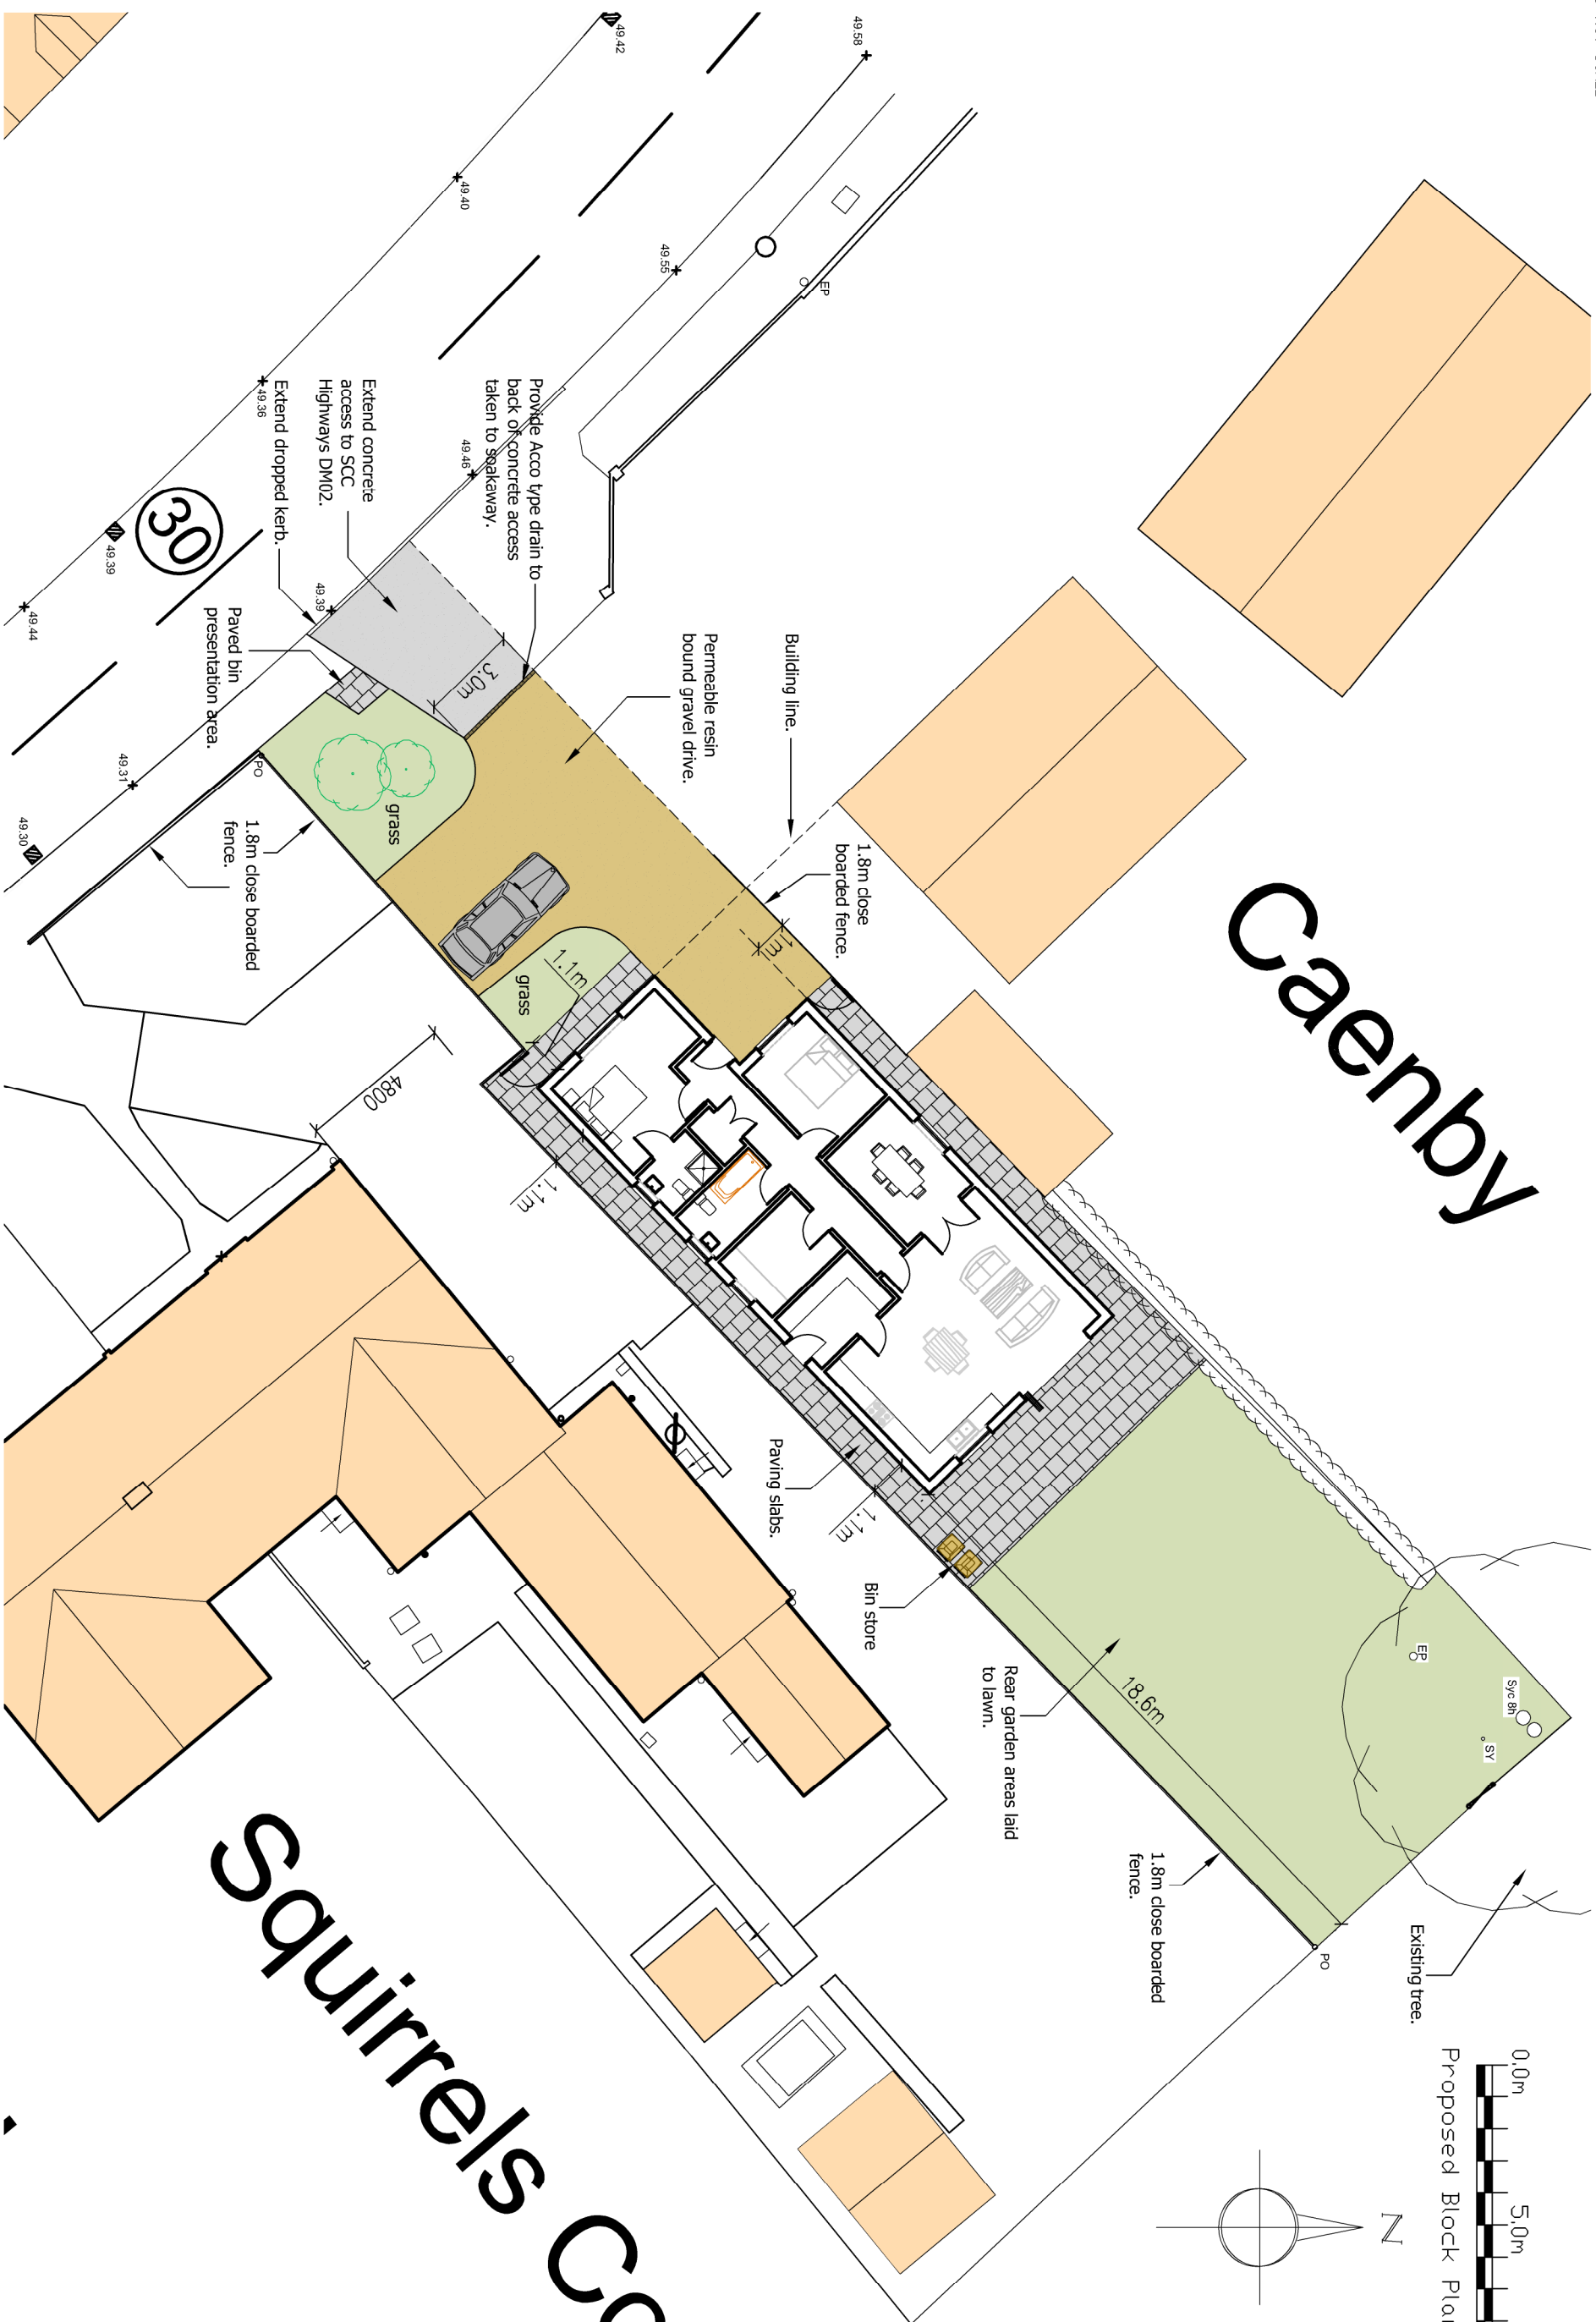 0.0m
5.0m
Proposed Block Plan
N
Caenby
Squirrels Co
49.58
49.42
49.40
49.55
EP
49.36
49.46
49.39
49.44
49.39
49.31
49.30
30
Provide Acco type drain to
back of concrete access
taken to soakaway.
Extend concrete
access to SCC
Highways DM02.
Extend dropped kerb.
Paved bin
presentation area.
3.0m
Permeable resin
bound gravel drive.
Building line.
1.8m close
boarded fence.
1m
grass
PO
1.8m close boarded
fence.
1.1m
grass
4800
1.1m
Paving slabs.
1.1m
Bin store
Rear garden areas laid
to lawn.
18.6m
EP
Syc 8h
SY
1.8m close boarded
fence.
PO
Existing tree.